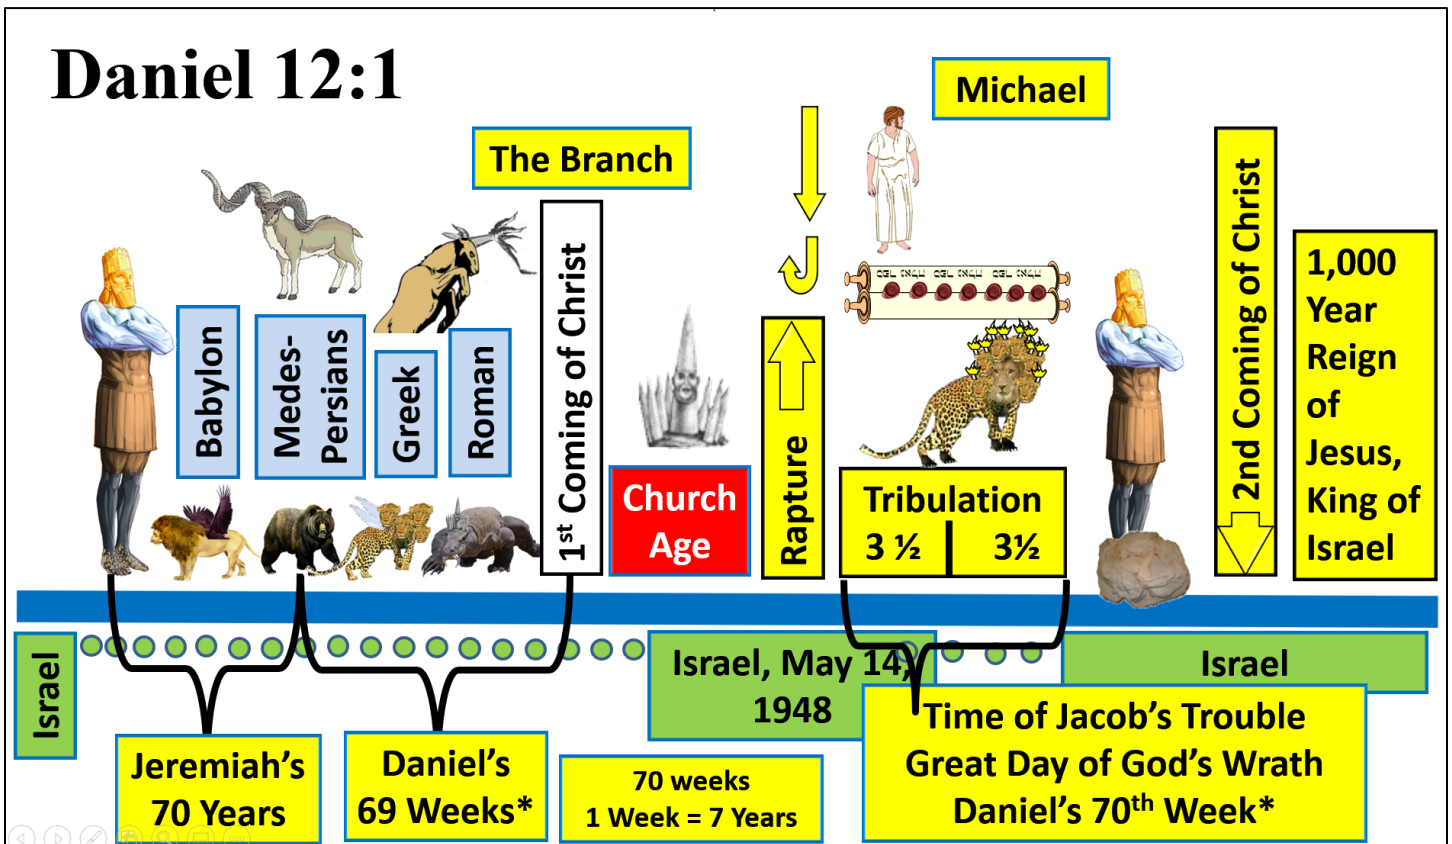 Daniel 12:1
Michael
The Branch
Babylon
Medes-
Persians
Greek
Roman
1st Coming of Christ
Church
Age
Rapture
Tribulation
3 ½
3½
2nd Coming of Christ
1,000
Year
Reign
of
Jesus,
King of
Israel
Israel
Israel, May 14,
1948
Israel
Jeremiah's
70 Years
Daniel's
69 Weeks*
70 weeks
1 Week = 7 Years
Time of Jacob's Trouble
Great Day of God's Wrath
Daniel's 70th Week*